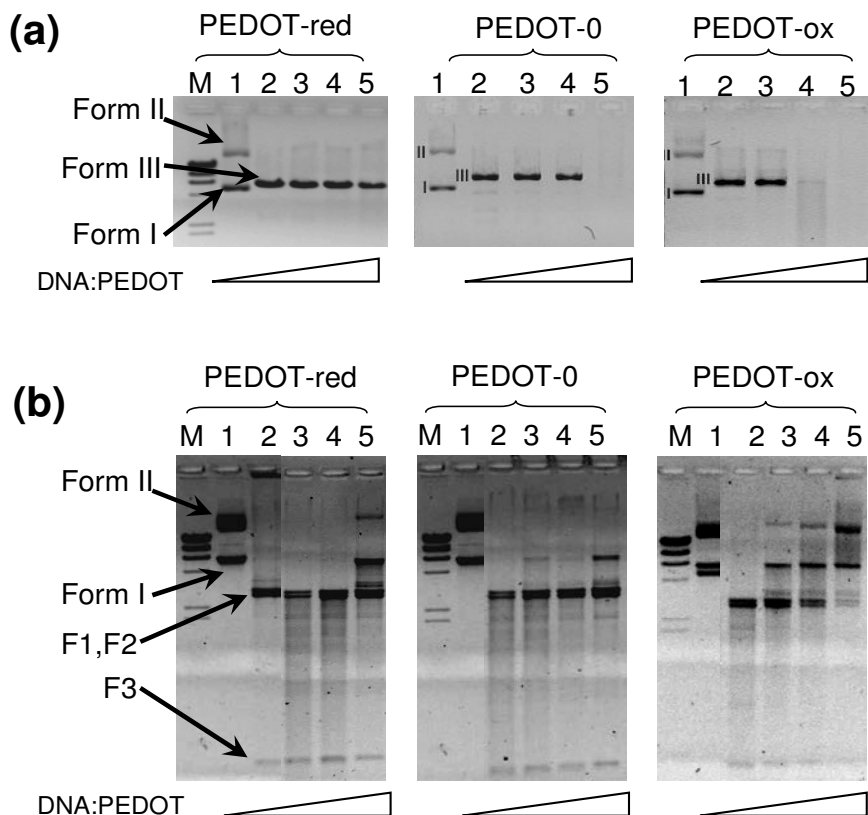 (a)
PEDOT-red PEDOT-0 PEDOT-ox
M 1 2 3 4 5 1 2 3 4 5 1 2 3 4 5
Form II
II II
Form III
III III
I I
Form I
DNA:PEDOT
(b)
PEDOT-red PEDOT-0 PEDOT-ox
M 1 2 3 4 5 M 1 2 3 4 5 M 1 2 3 4 5
Form II
Form I
F1,F2
F3
DNA:PEDOT